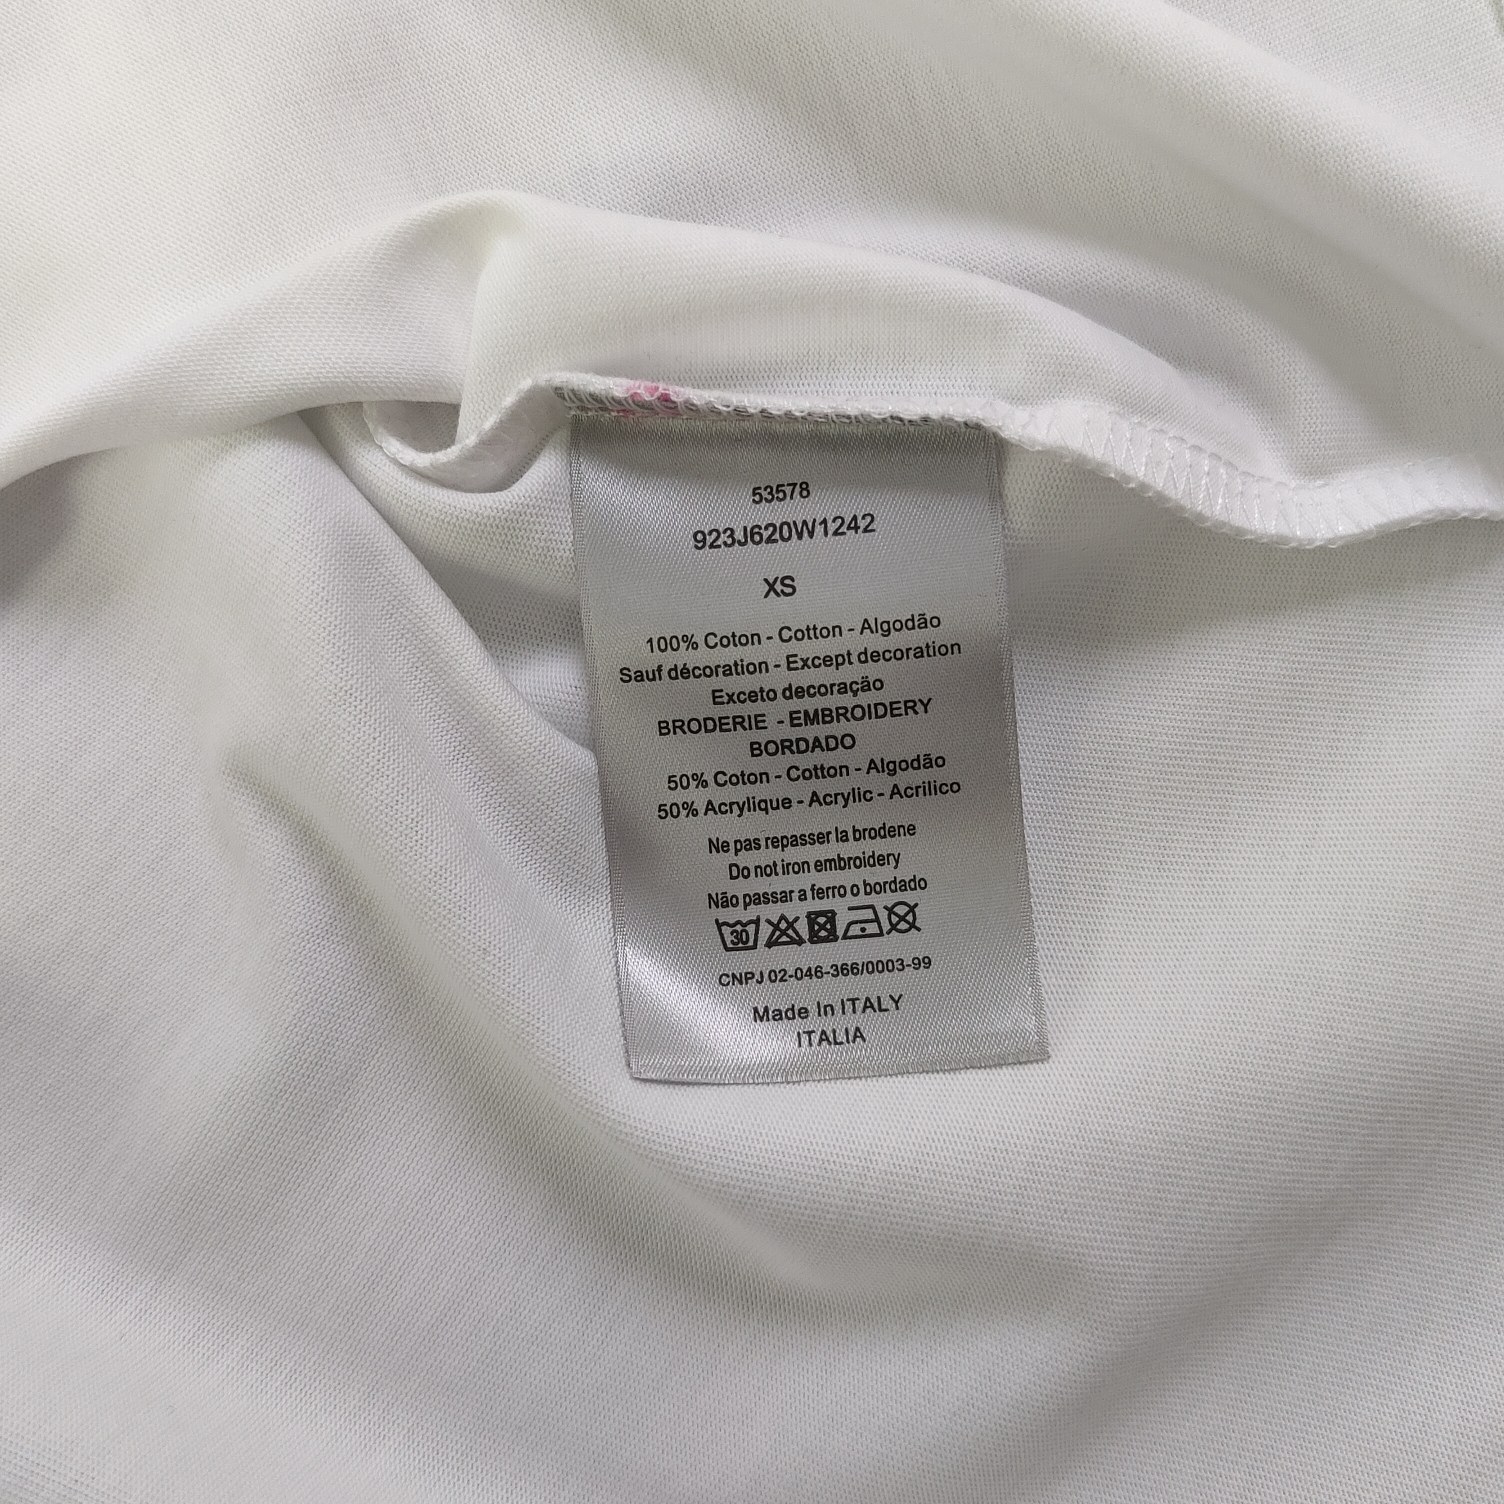 53578
923J620W1242
XS
100% Coton - Cotton - Algodão
Sauf décoration - Except decoration
Exceto decoraçäo
BRODERIE - EMBROIDERY
BORDADO
50% Coton - Cotton - Algodão
50% Acrylique - Acrylic - Acrilico
Ne pas repasser la brodene
Do not iron embroidery
Não passar a ferro o bordado
30
CNPJ 02-046-366/0003-99
Made In ITALY
ITALIA